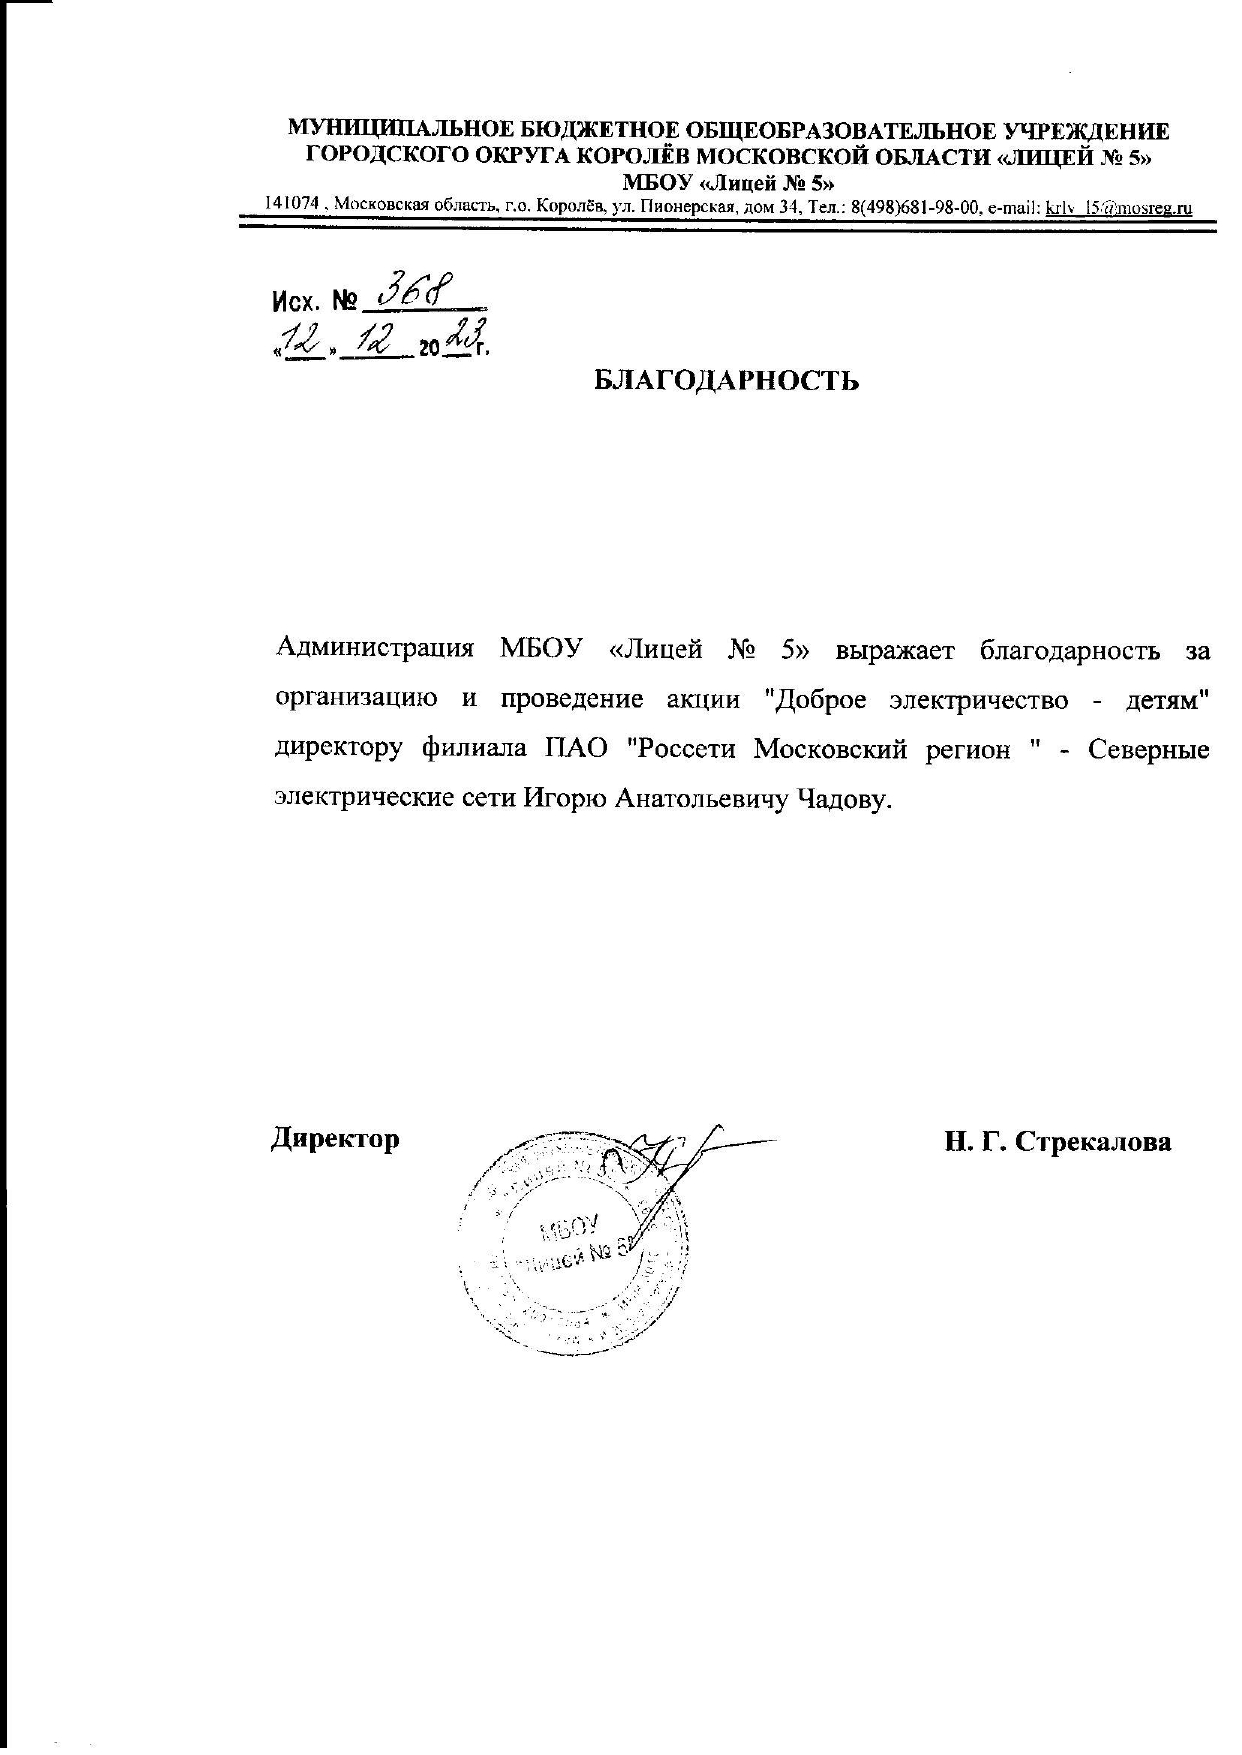 МУНИЦИПАЛЬНОЕ БЮДЖЕТНОЕ ОБЩЕОБРАЗОВАТЕЛЬНОЕ УЧРЕЖДЕНИЕ
ГОРОДСКОГО ОКРУГА КОРОЛЁВ МОСКОВСКОЙ ОБЛАСТИ «ЛИЦЕЙ № 5»
МБОУ «Лицей № 5»
141074 , Московская область, г.о. Королёв, ул. Пионерская, дом 34, Тел.: 8(498)681-98-00, e-mail: krlv_l5@mosreg.ru
Исх. № 368
«12» 12 2023г.
БЛАГОДАРНОСТЬ
Администрация МБОУ «Лицей № 5» выражает благодарность за
организацию и проведение акции "Доброе электричество - детям"
директору филиала ПАО "Россети Московский регион " - Северные
электрические сети Игорю Анатольевичу Чадову.
Директор
Н. Г. Стрекалова
МБОУ
Лицей № 5